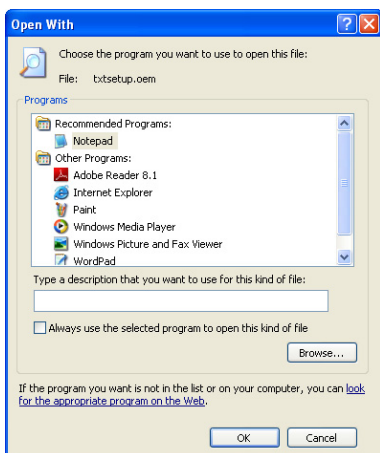 Open With
Choose the program you want to use to open this file:
File: txtsetup.oem
Programs
Recommended Programs:
Notepad
Other Programs:
Adobe Reader 8.1
Internet Explorer
Paint
Windows Media Player
Windows Picture and Fax Viewer
WordPad
Type a description that you want to use for this kind of file:
Always use the selected program to open this kind of file
Browse...
If the program you want is not in the list or on your computer, you can look
for the appropriate program on the Web.
OK Cancel